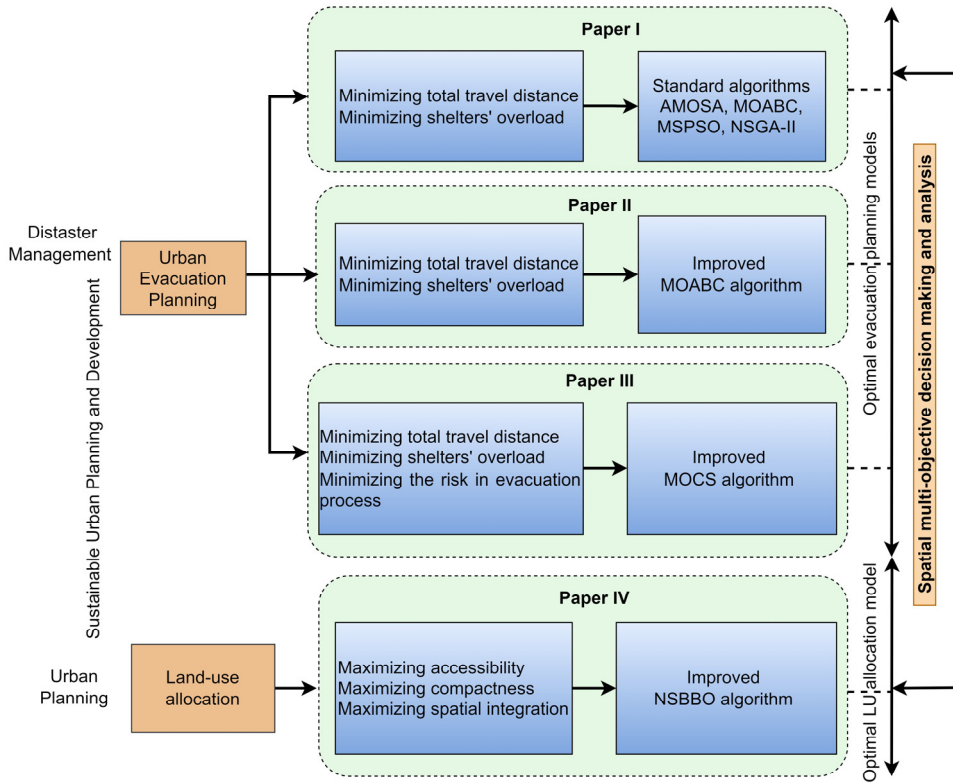 Paper I
Minimizing total travel distance
Minimizing shelters' overload
Standard algorithms
AMOSA, MOABC,
MSPSO, NSGA-II
Paper II
Minimizing total travel distance
Minimizing shelters' overload
Improved
MOABC algorithm
Distaster
Management
Urban
Evacuation
Planning
Sustainable Urban Planning and Development
Paper III
Minimizing total travel distance
Minimizing shelters' overload
Minimizing the risk in evacuation
process
Improved
MOCS algorithm
Optimal evacuation planning models
Spatial multi-objective decision making and analysis
Paper IV
Urban
Planning
Land-use
allocation
Maximizing accessibility
Maximizing compactness
Maximizing spatial integration
Improved
NSBBO algorithm
Optimal LU allocation model